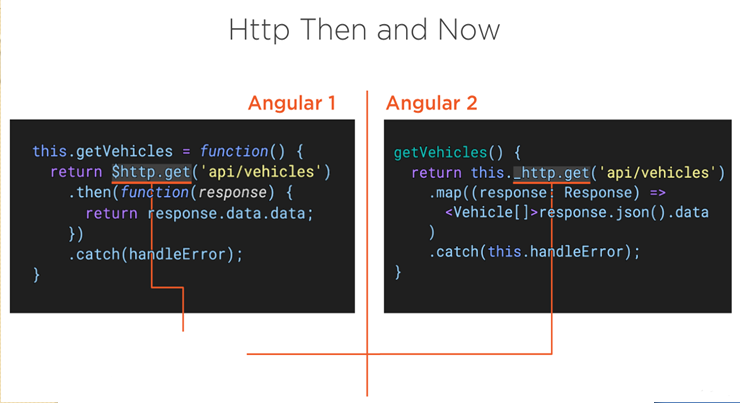 Http Then and Now
Angular 1
this.getVehicles = function() {
return $http.get('api/vehicles')
.then(function(response) {
return response.data.data;
})
.catch(handleError);
}
Angular 2
getVehicles() {
return this._http.get('api/vehicles')
.map((response: Response) =>
<Vehicle[]>response.json().data
)
.catch(this.handleError);
}